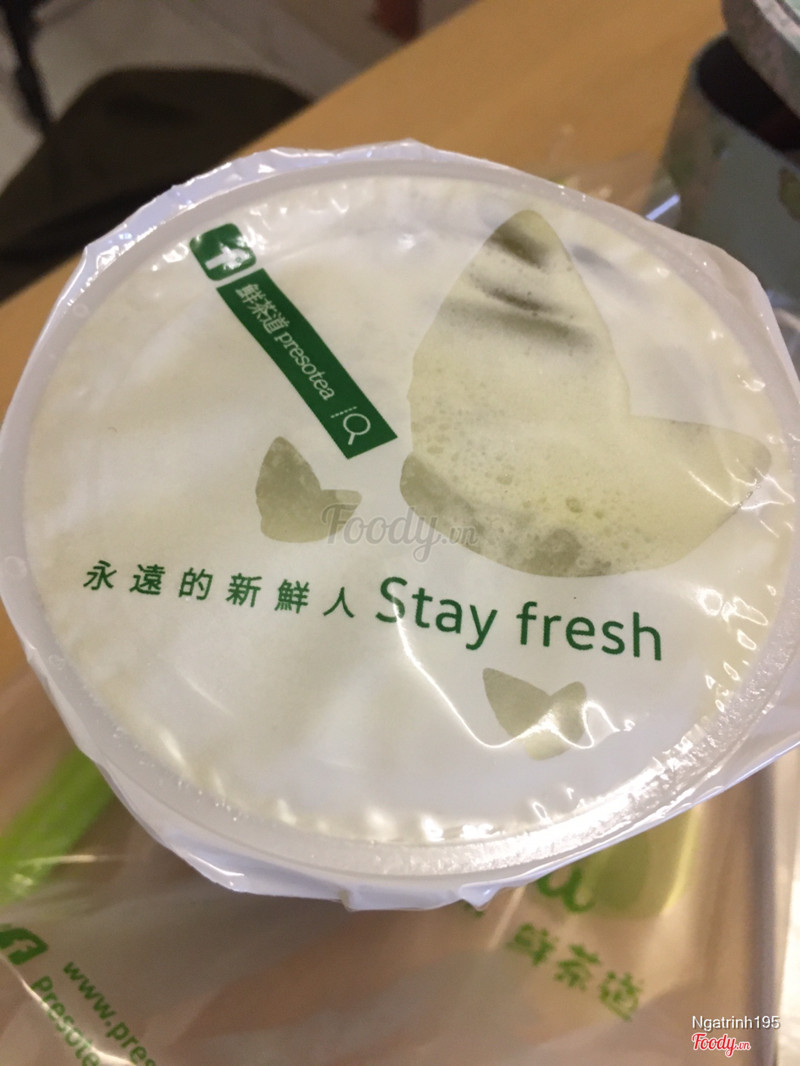 f
鮮茶道 presotea
Foody.vn
永遠的新鮮人 Stay fresh
鮮茶道
f
www.pres
Presote
Ngatrinh195
Foody.vn